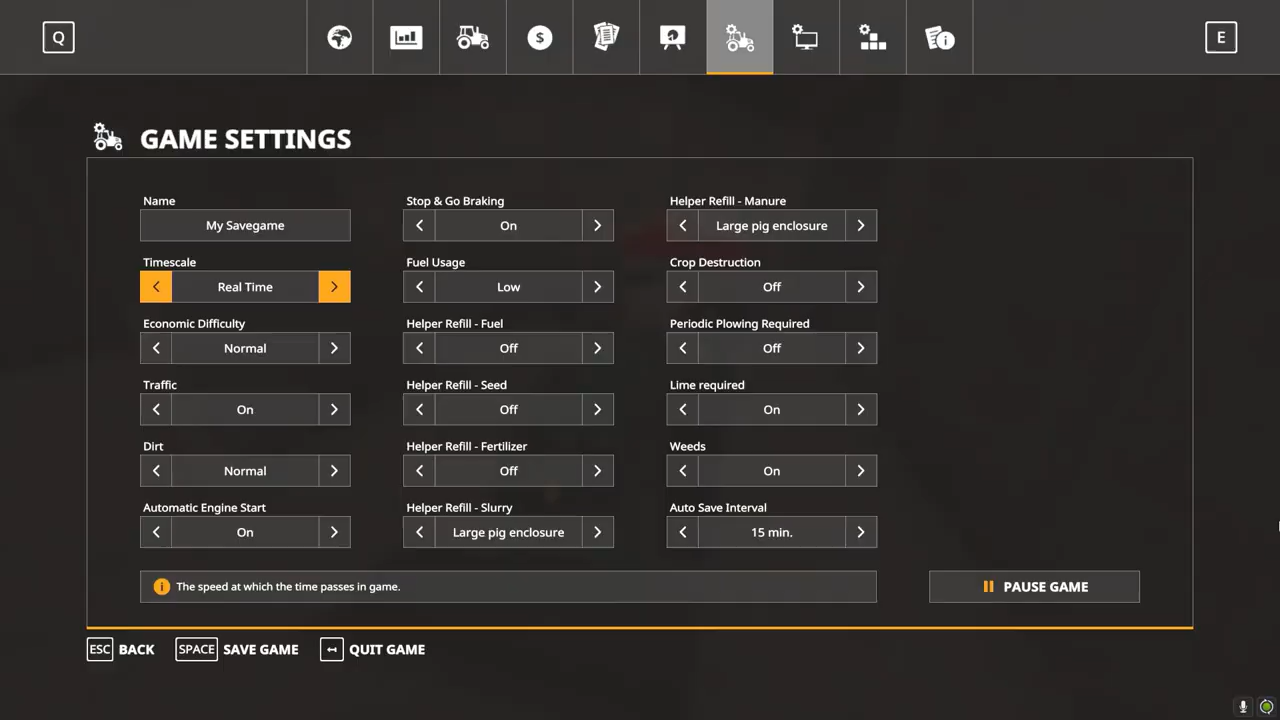 Q
E
GAME SETTINGS
Name
My Savegame
Timescale
Real Time
Economic Difficulty
Normal
Traffic
On
Dirt
Normal
Automatic Engine Start
On
Stop & Go Braking
On
Fuel Usage
Low
Helper Refill - Fuel
Off
Helper Refill - Seed
Off
Helper Refill - Fertilizer
Off
Helper Refill - Slurry
Large pig enclosure
Helper Refill - Manure
Large pig enclosure
Crop Destruction
Off
Periodic Plowing Required
Off
Lime required
On
Weeds
On
Auto Save Interval
15 min.
The speed at which the time passes in game.
PAUSE GAME
ESC BACK SPACE SAVE GAME QUIT GAME